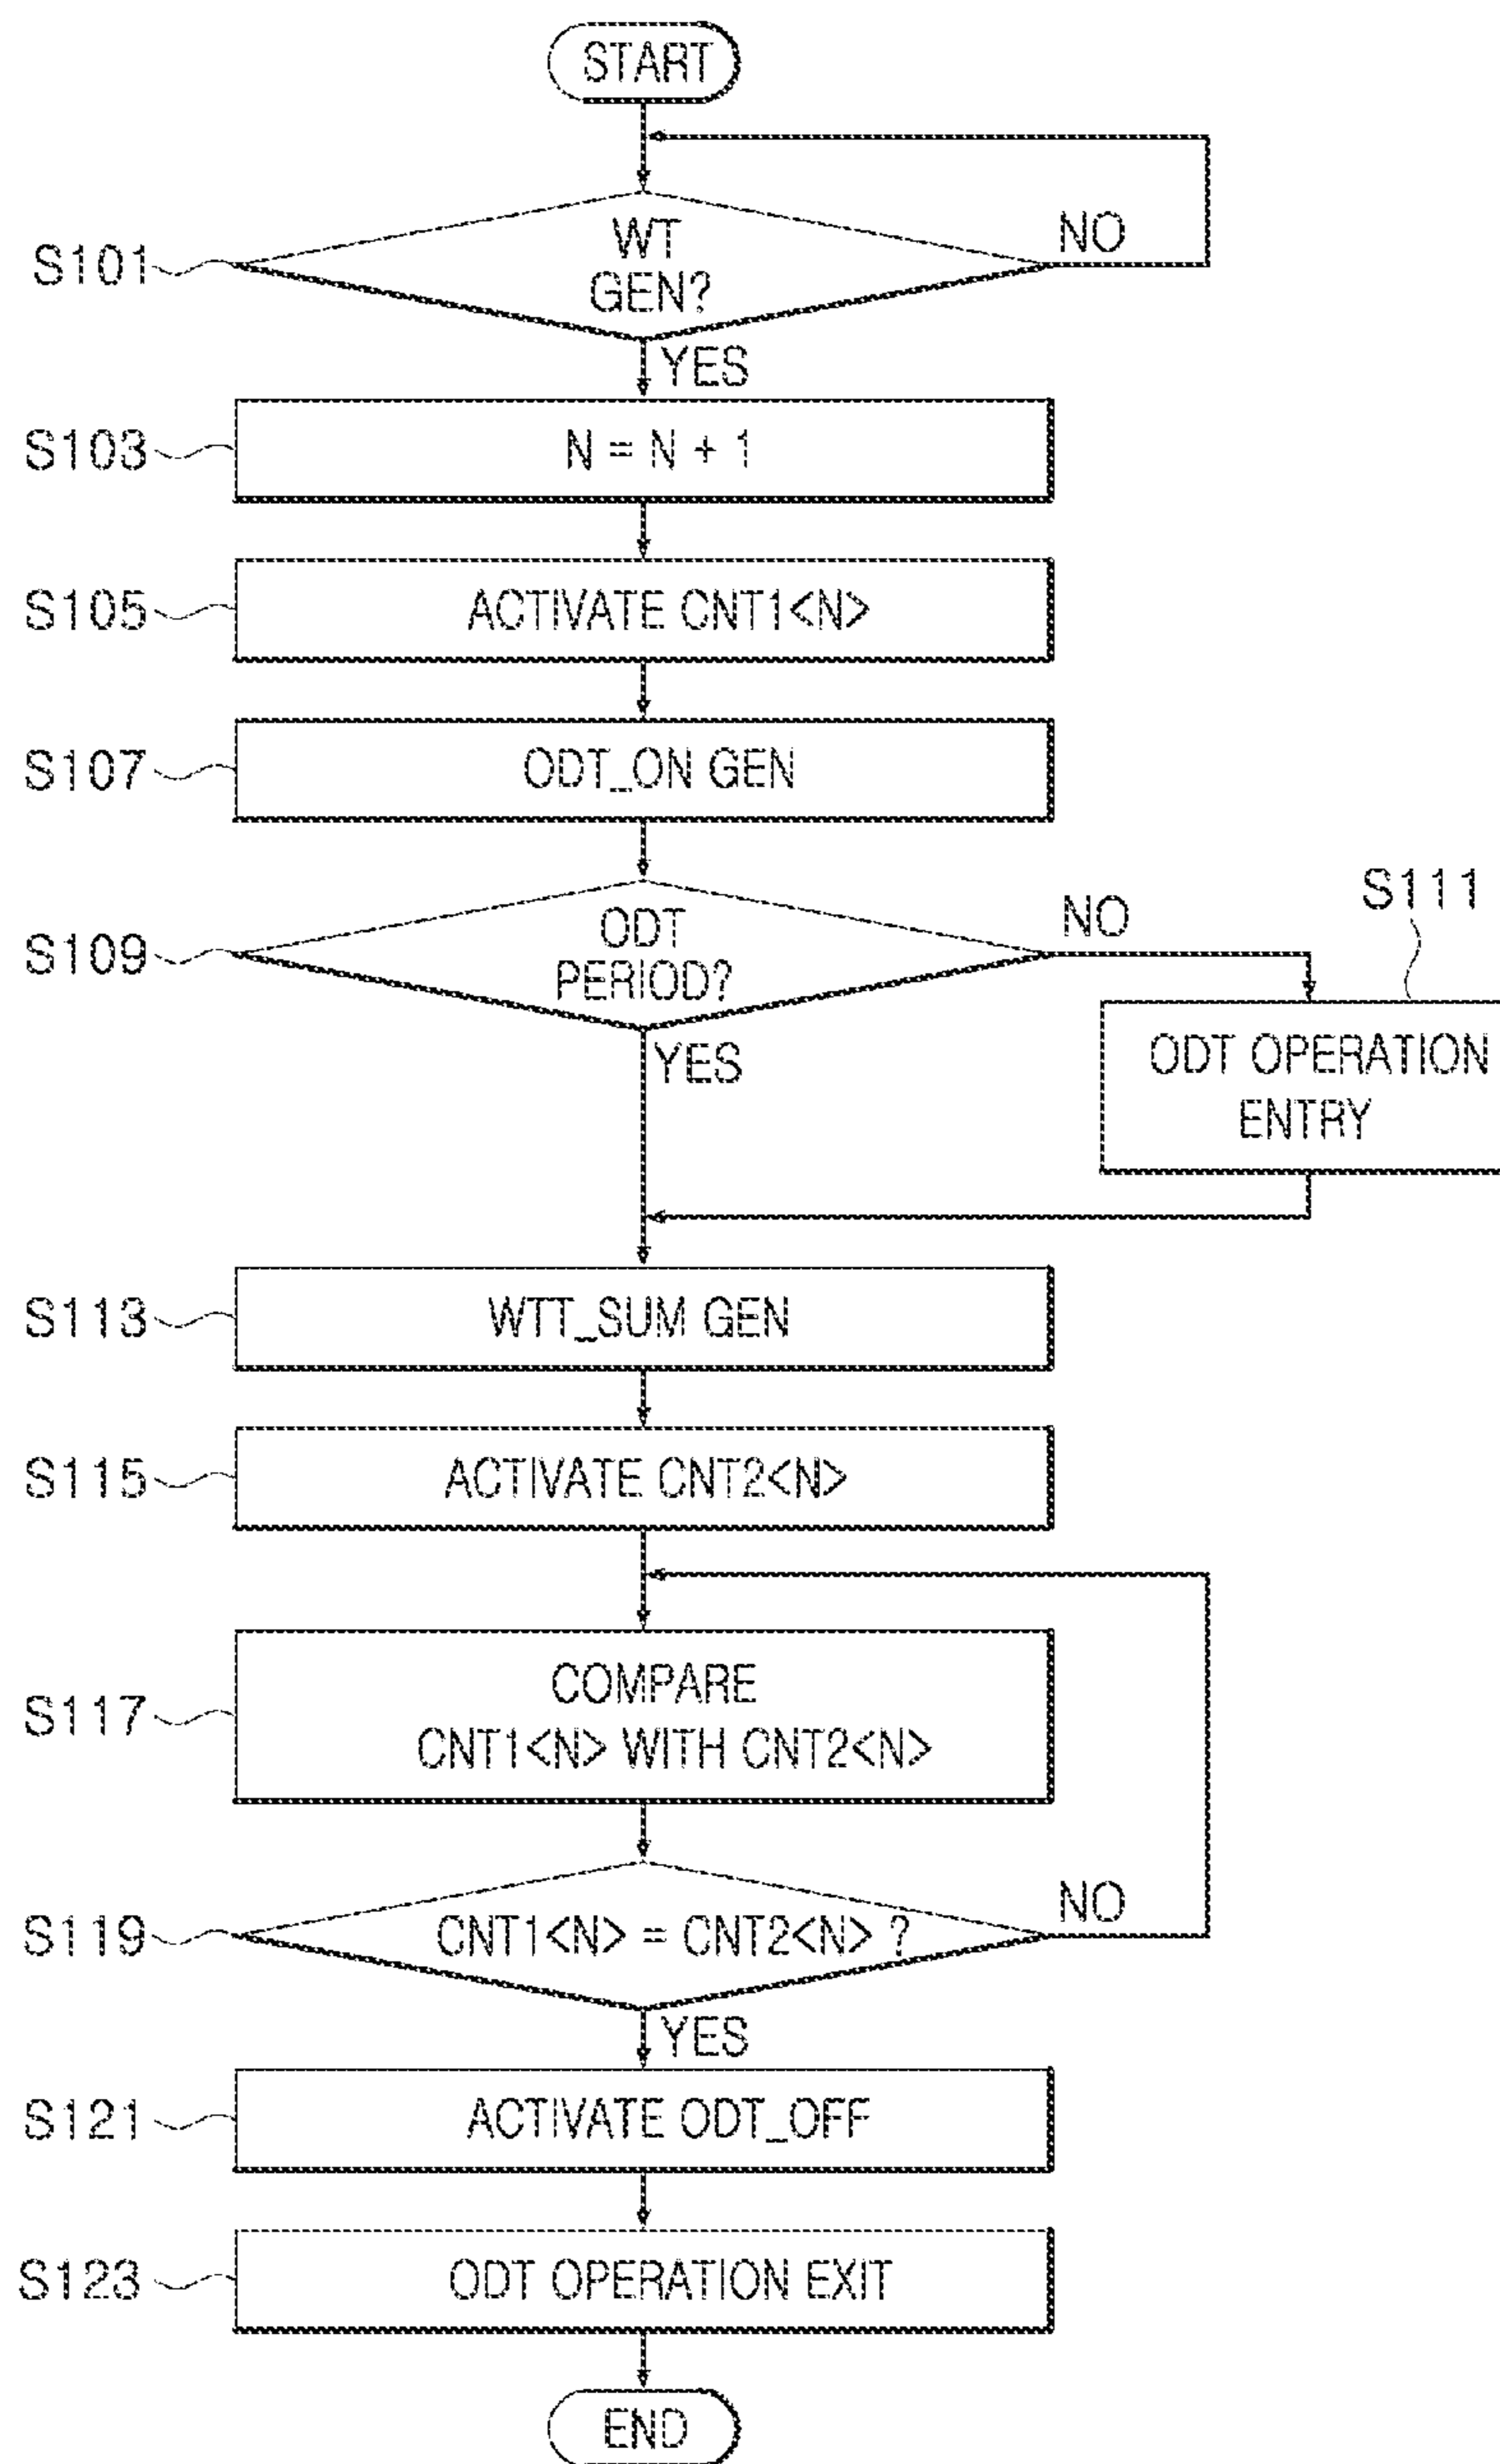 START
WT
GEN?
NO
S101
YES
S103
N = N + 1
S105
ACTIVATE CNT1<N>
S107
ODT_ON GEN
S109
ODT
PERIOD?
NO
S111
YES
ODT OPERATION
ENTRY
S113
WTT_SUM GEN
S115
ACTIVATE CNT2<N>
S117
COMPARE
CNT1<N> WITH CNT2<N>
S119
CNT1<N> = CNT2<N> ?
NO
YES
S121
ACTIVATE ODT_OFF
S123
ODT OPERATION EXIT
END